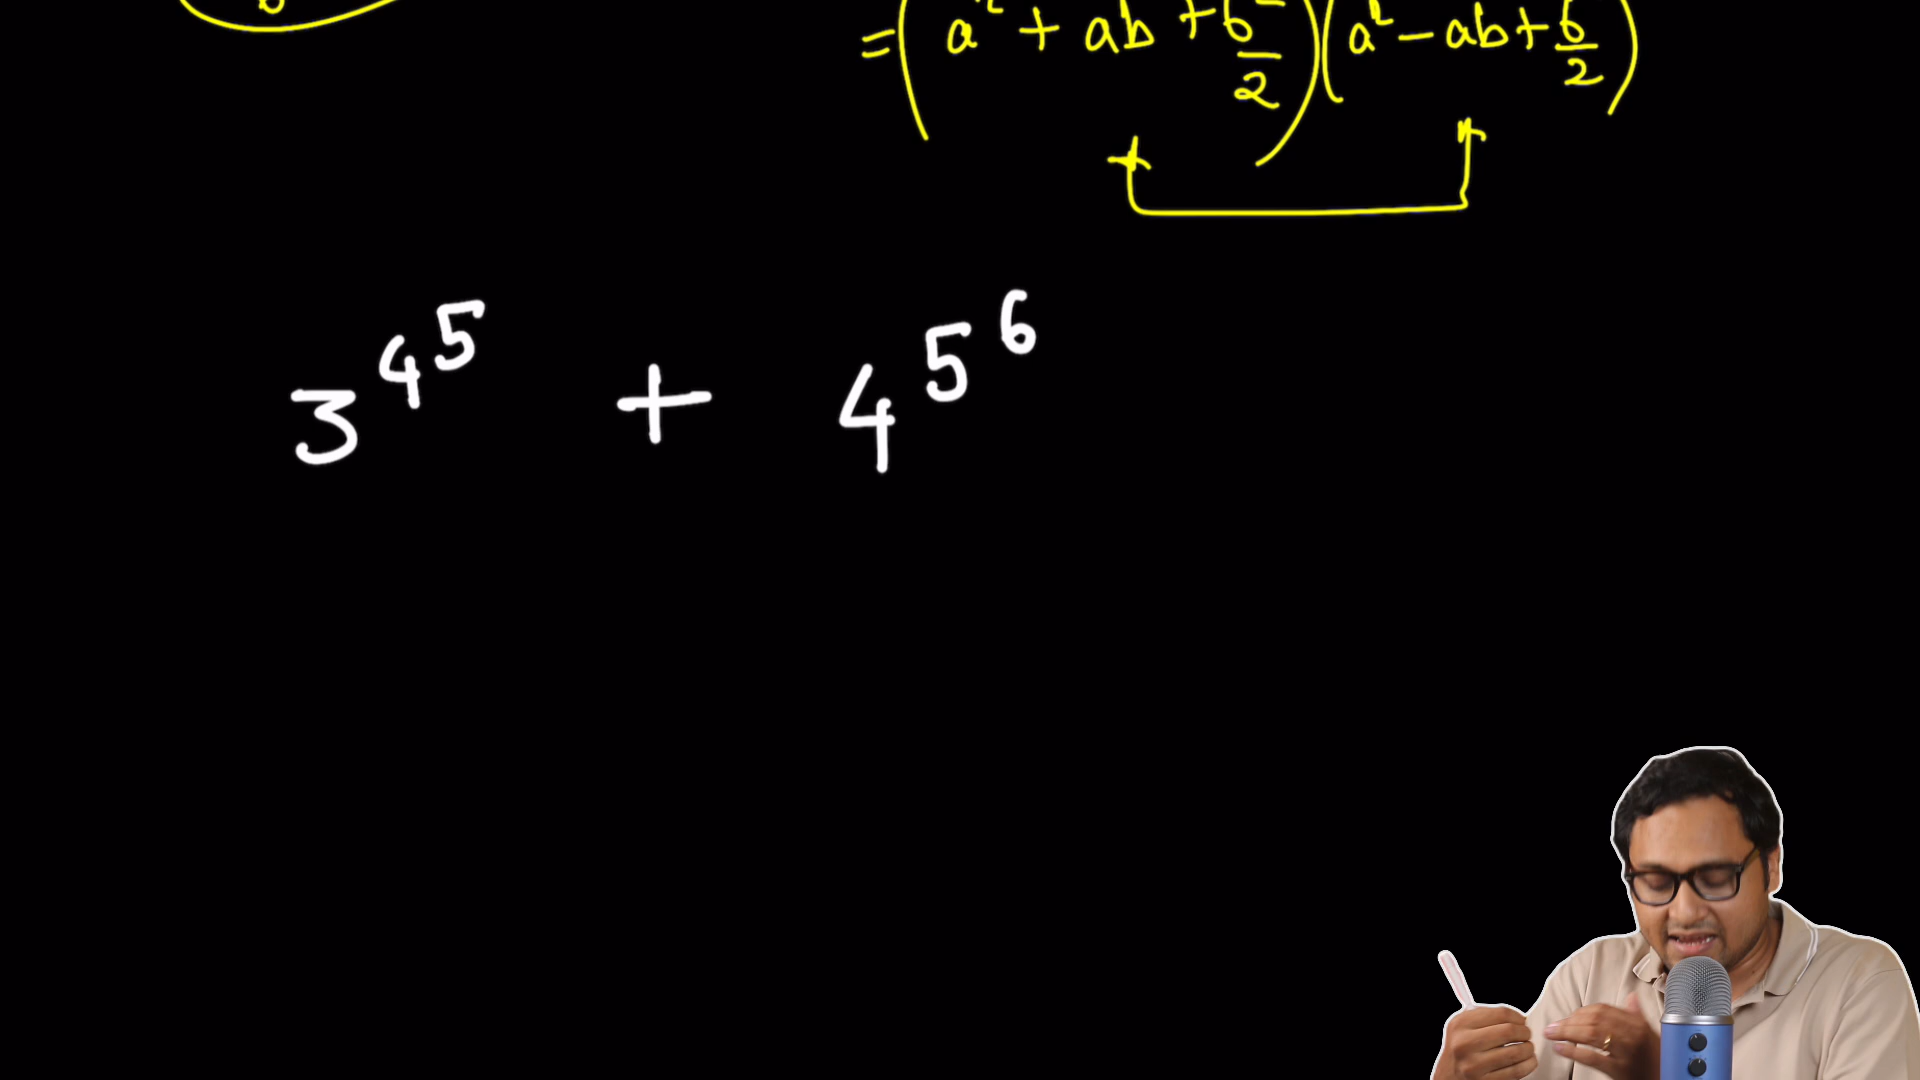 = (a² + ab + b²/2)(a² - ab + b²/2)
3^4^5 + 4^5^6